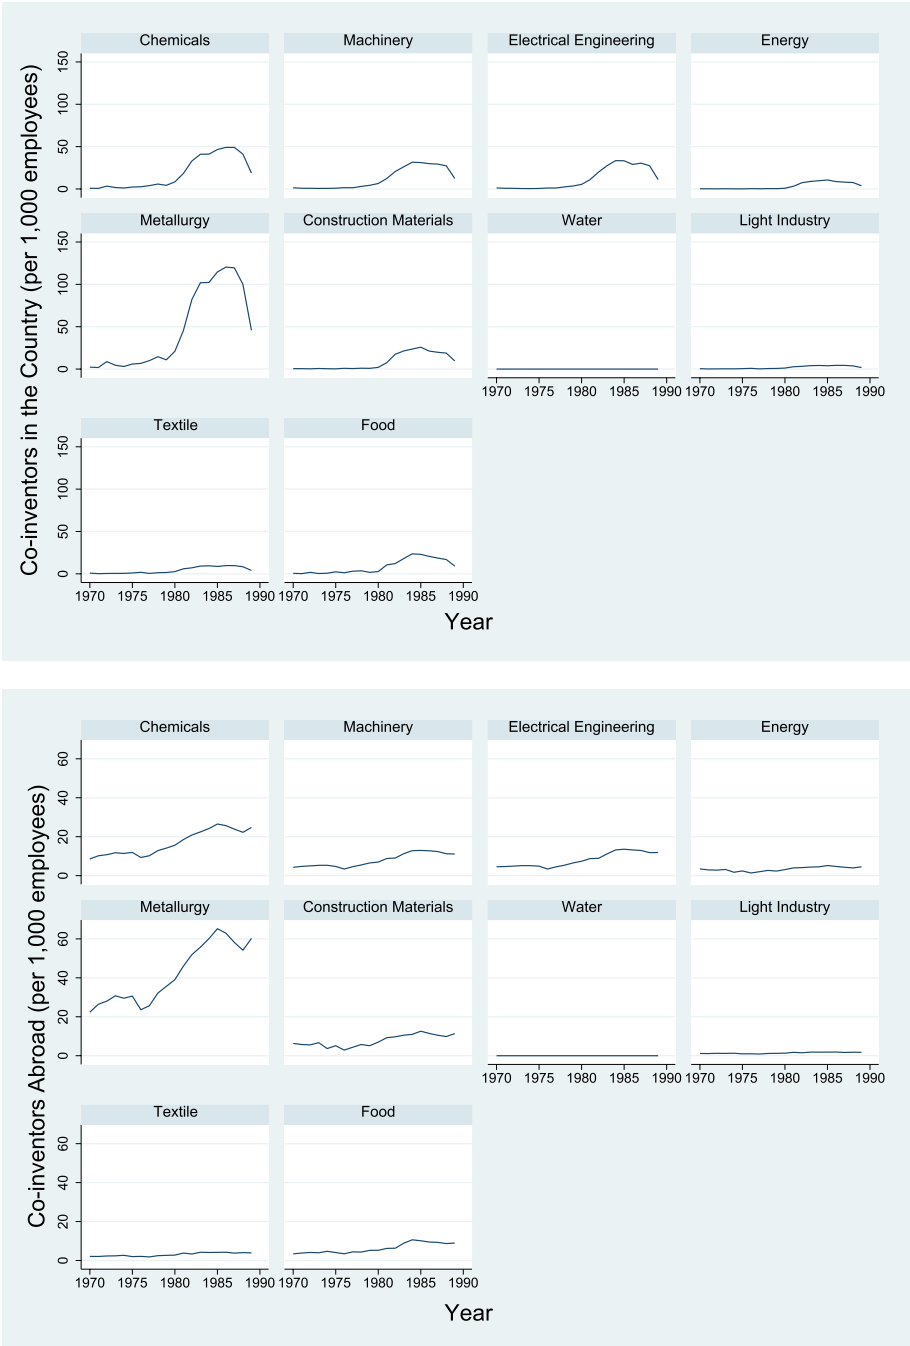 Chemicals Machinery Electrical Engineering Energy
Co-inventors in the Country (per 1,000 employees)
150
100
50
0
Metallurgy Construction Materials Water Light Industry
150
100
50
0
1970 1975 1980 1985 1990 1970 1975 1980 1985 1990
Textile Food
150
100
50
0
1970 1975 1980 1985 1990 1970 1975 1980 1985 1990
Year
Chemicals Machinery Electrical Engineering Energy
Co-inventors Abroad (per 1,000 employees)
60
40
20
0
Metallurgy Construction Materials Water Light Industry
60
40
20
0
1970 1975 1980 1985 1990 1970 1975 1980 1985 1990
Textile Food
60
40
20
0
1970 1975 1980 1985 1990 1970 1975 1980 1985 1990
Year